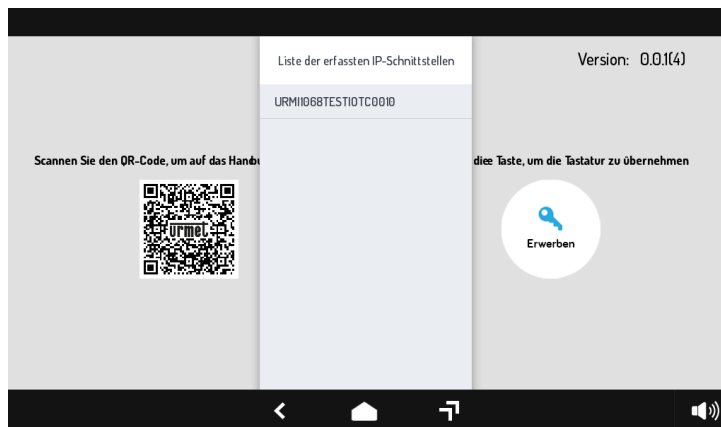 Liste der erfassten IP-Schnittstellen
Version: 0.0.1(4)
URMI1068TESTIOTC0010
Scannen Sie den QR-Code, um auf das
diee Taste, um die Tastatur zu übernehmen
urmet
Erwerben